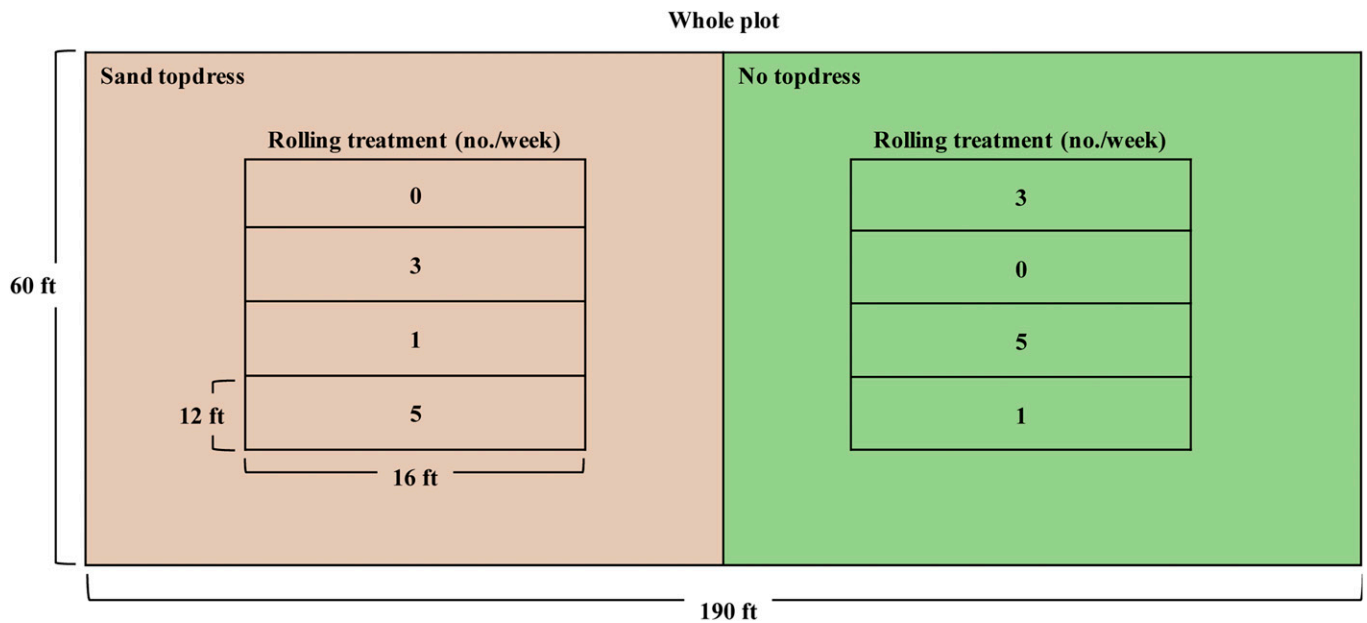 Whole plot
Sand topdress
No topdress
Rolling treatment (no./week)
0
3
1
5
Rolling treatment (no./week)
3
0
5
1
60 ft
12 ft
16 ft
190 ft